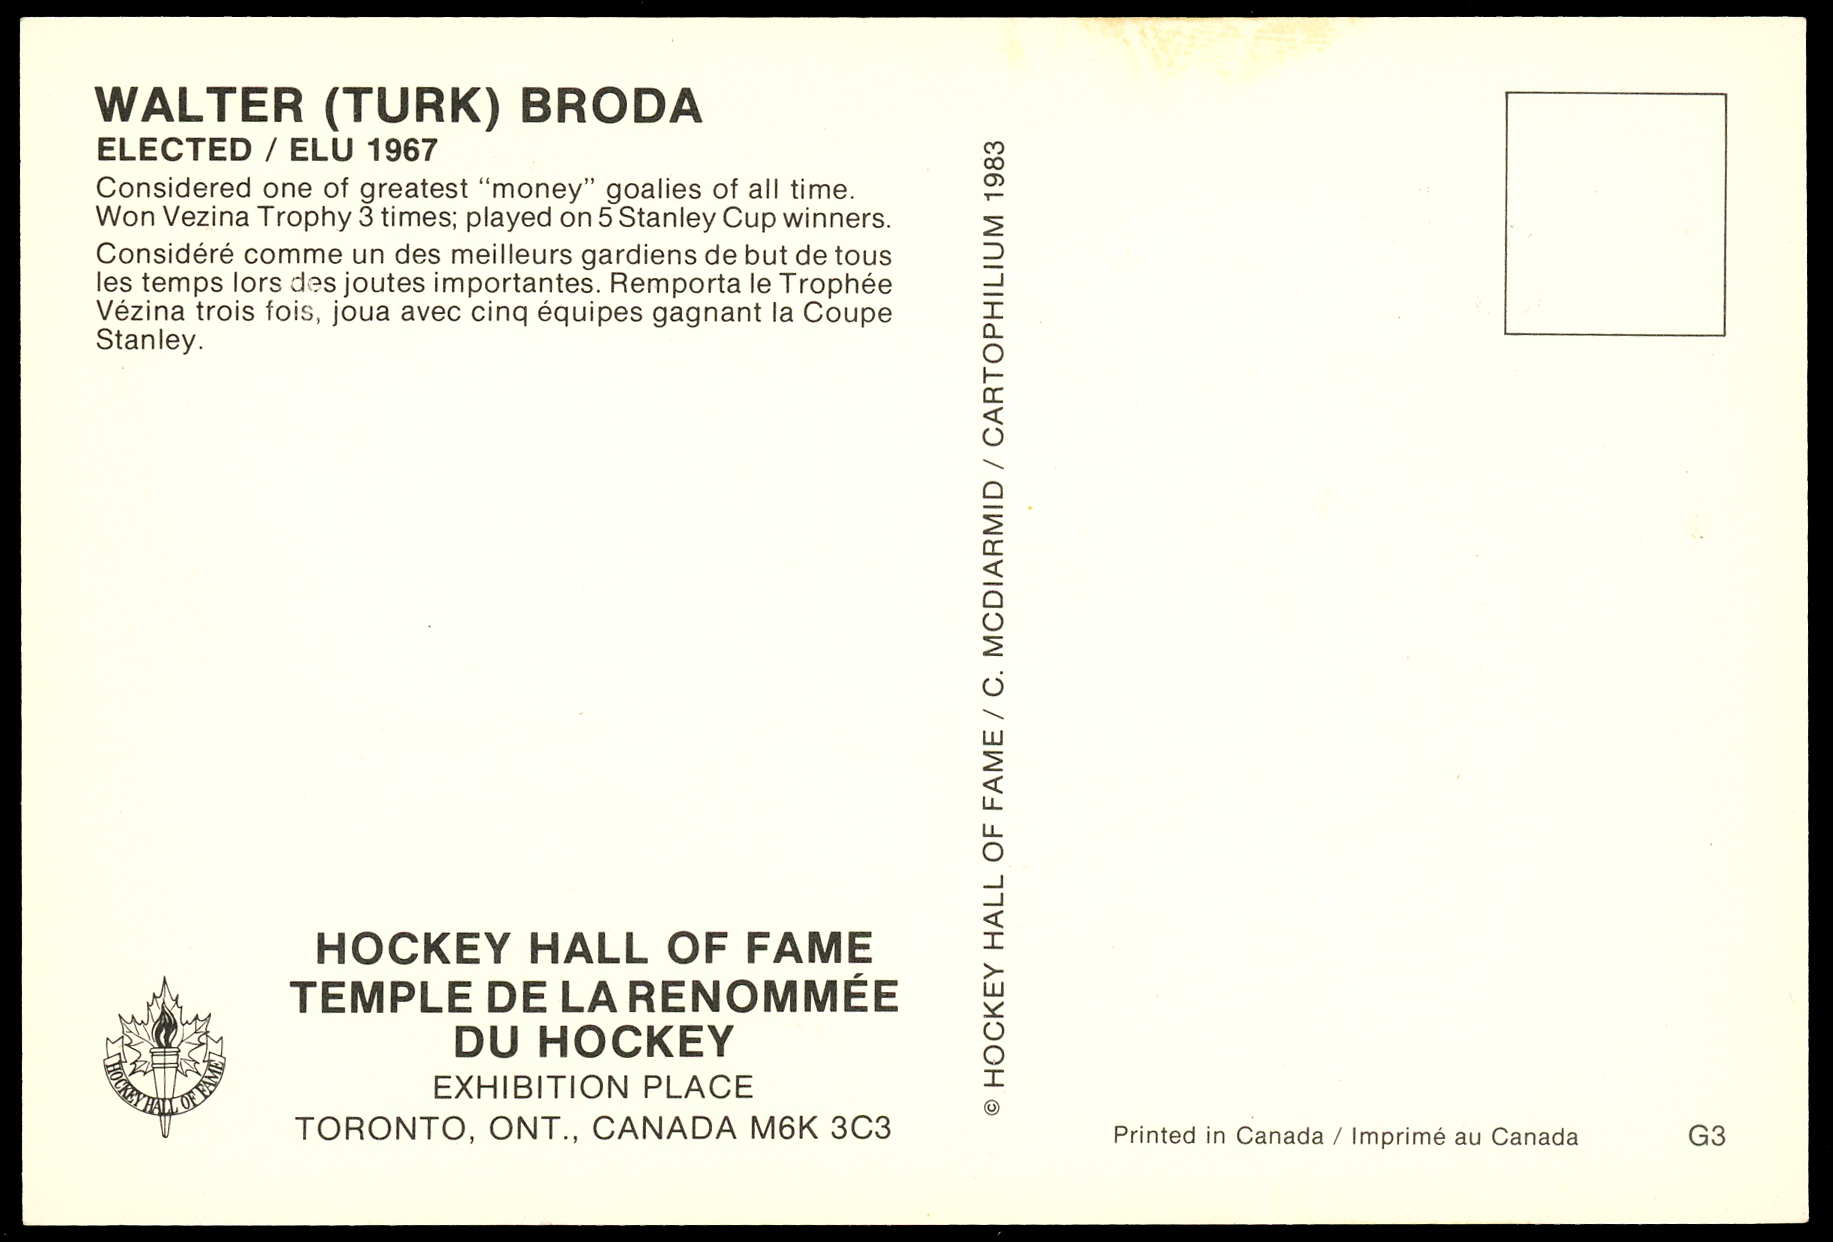 WALTER (TURK) BRODA
ELECTED / ELU 1967
Considered one of greatest “money” goalies of all time.
Won Vezina Trophy 3 times; played on 5 Stanley Cup winners.
Considéré comme un des meilleurs gardiens de but de tous
les temps lors des joutes importantes. Remporta le Trophée
Vézina trois fois, joua avec cinq équipes gagnant la Coupe
Stanley.
HOCKEY HALL OF FAME
HOCKEY HALL OF FAME
TEMPLE DE LA RENOMMÉE
DU HOCKEY
EXHIBITION PLACE
TORONTO, ONT., CANADA M6K 3C3
© HOCKEY HALL OF FAME / C. MCDIARMID / CARTOPHILIUM 1983
Printed in Canada / Imprimé au Canada
G3